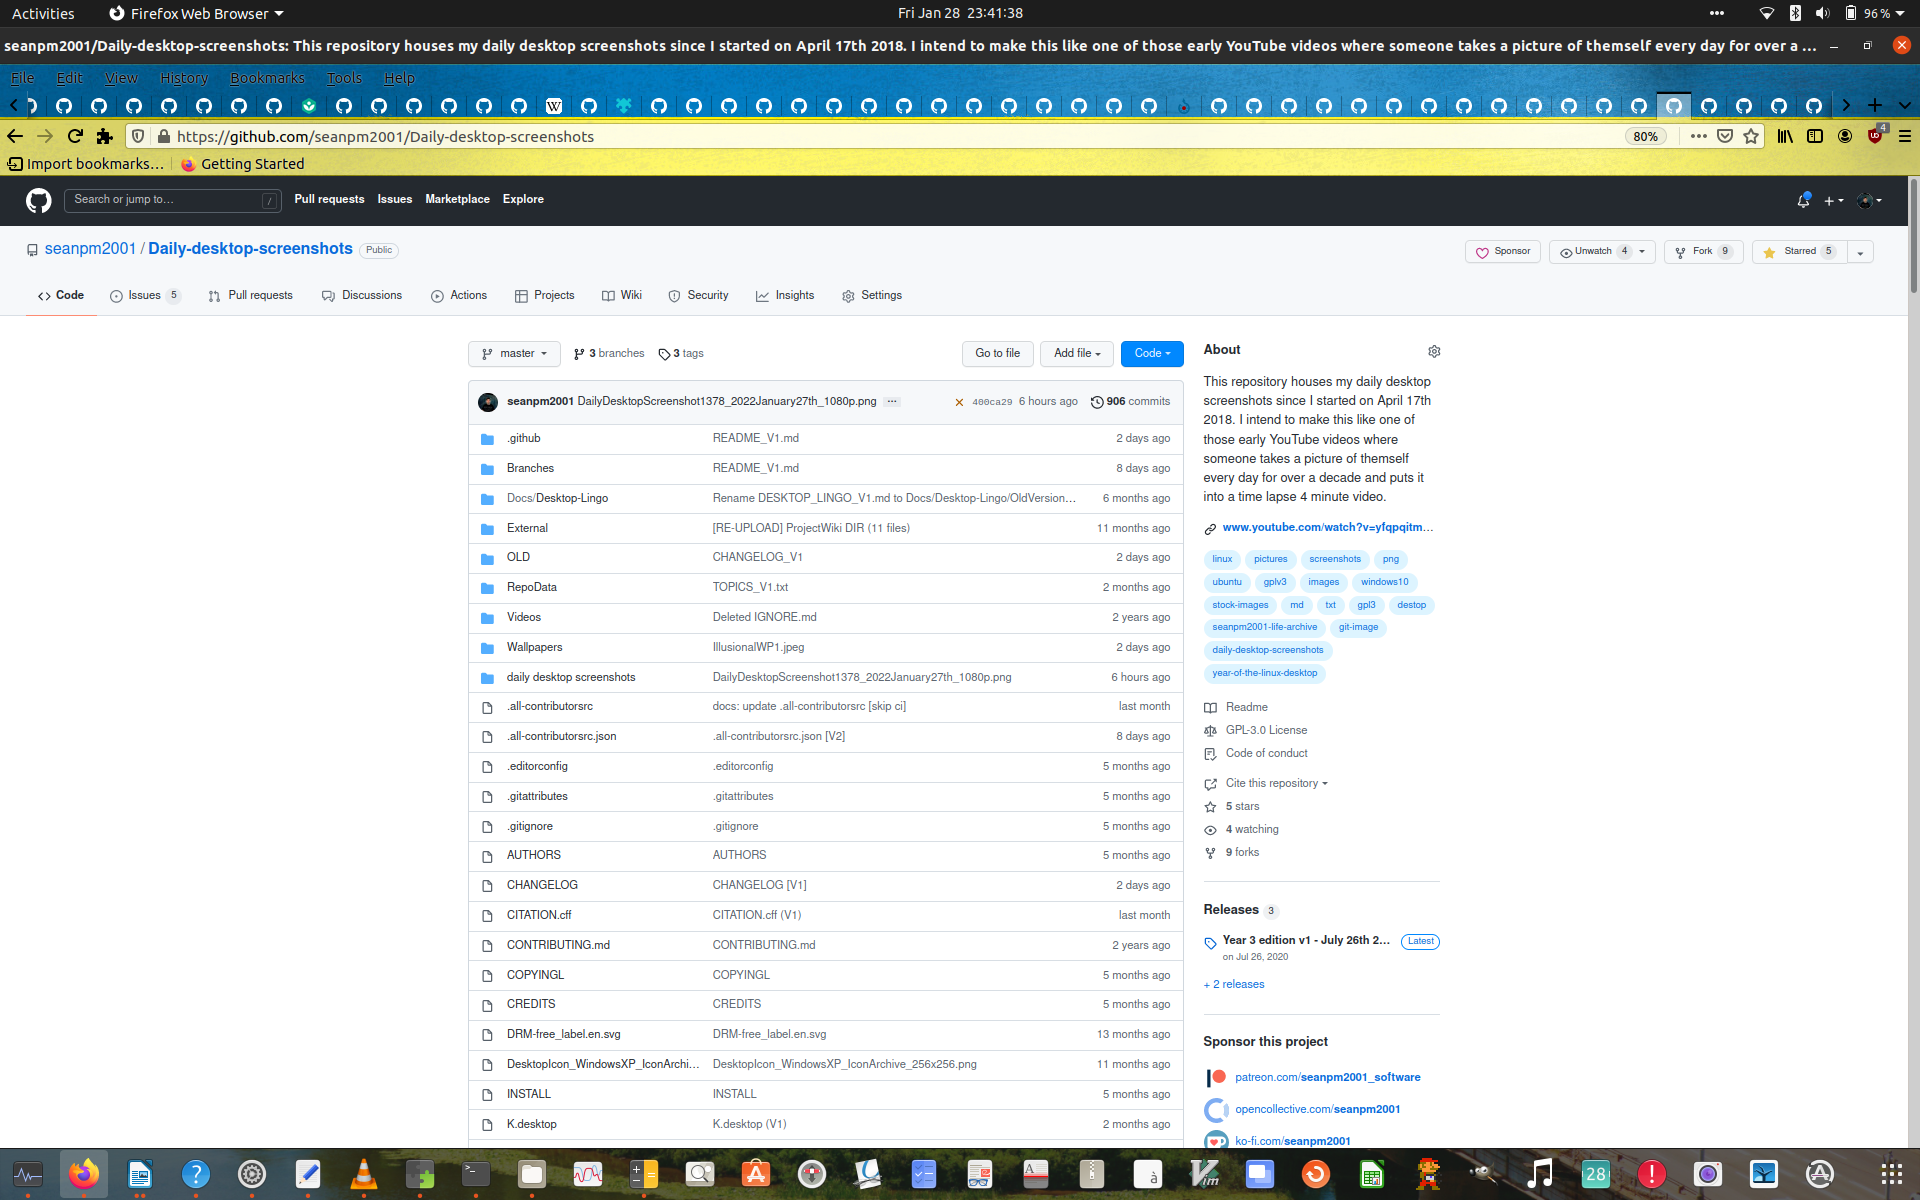 Activities
Firefox Web Browser
Fri Jan 28 23:41:38
96 %
seanpm2001/Daily-desktop-screenshots: This repository houses my daily desktop screenshots since I started on April 17th 2018. I intend to make this like one of those early YouTube videos where someone takes a picture of themself every day for over a ...
File Edit View History Bookmarks Tools Help
https://github.com/seanpm2001/Daily-desktop-screenshots
80%
4
Import bookmarks...
Getting Started
Search or jump to...
/
Pull requests Issues Marketplace Explore
seanpm2001 / Daily-desktop-screenshots Public
Sponsor
Unwatch 4
Fork 9
Starred 5
Code
Issues 5
Pull requests
Discussions
Actions
Projects
Wiki
Security
Insights
Settings
master
3 branches
3 tags
Go to file
Add file
Code
seanpm2001 DailyDesktopScreenshot1378_2022January27th_1080p.png ...
400ca29 6 hours ago
906 commits
.github README_V1.md 2 days ago
Branches README_V1.md 8 days ago
Docs/Desktop-Lingo Rename DESKTOP_LINGO_V1.md to Docs/Desktop-Lingo/OldVersion... 6 months ago
External [RE-UPLOAD] ProjectWiki DIR (11 files) 11 months ago
OLD CHANGELOG_V1 2 days ago
RepoData TOPICS_V1.txt 2 months ago
Videos Deleted IGNORE.md 2 years ago
Wallpapers IllusionalWP1.jpeg 2 days ago
daily desktop screenshots DailyDesktopScreenshot1378_2022January27th_1080p.png 6 hours ago
.all-contributorsrc docs: update .all-contributorsrc [skip ci] last month
.all-contributorsrc.json .all-contributorsrc.json [V2] 8 days ago
.editorconfig .editorconfig 5 months ago
.gitattributes .gitattributes 5 months ago
.gitignore .gitignore 5 months ago
AUTHORS AUTHORS 5 months ago
CHANGELOG CHANGELOG [V1] 2 days ago
CITATION.cff CITATION.cff (V1) last month
CONTRIBUTING.md CONTRIBUTING.md 2 years ago
COPYINGL COPYINGL 5 months ago
CREDITS CREDITS 5 months ago
DRM-free_label.en.svg DRM-free_label.en.svg 13 months ago
DesktopIcon_WindowsXP_IconArchi... DesktopIcon_WindowsXP_IconArchive_256x256.png 11 months ago
INSTALL INSTALL 5 months ago
K.desktop K.desktop (V1) 2 months ago
About
This repository houses my daily desktop
screenshots since I started on April 17th
2018. I intend to make this like one of
those early YouTube videos where
someone takes a picture of themself
every day for over a decade and puts it
into a time lapse 4 minute video.
www.youtube.com/watch?v=yfqpqitm...
linux pictures screenshots png
ubuntu gplv3 images windows10
stock-images md txt gpl3 destop
seanpm2001-life-archive git-image
daily-desktop-screenshots
year-of-the-linux-desktop
Readme
GPL-3.0 License
Code of conduct
Cite this repository
5 stars
4 watching
9 forks
Releases 3
Year 3 edition v1 - July 26th 2... Latest
on Jul 26, 2020
+ 2 releases
Sponsor this project
patreon.com/seanpm2001_software
opencollective.com/seanpm2001
ko-fi.com/seanpm2001
28